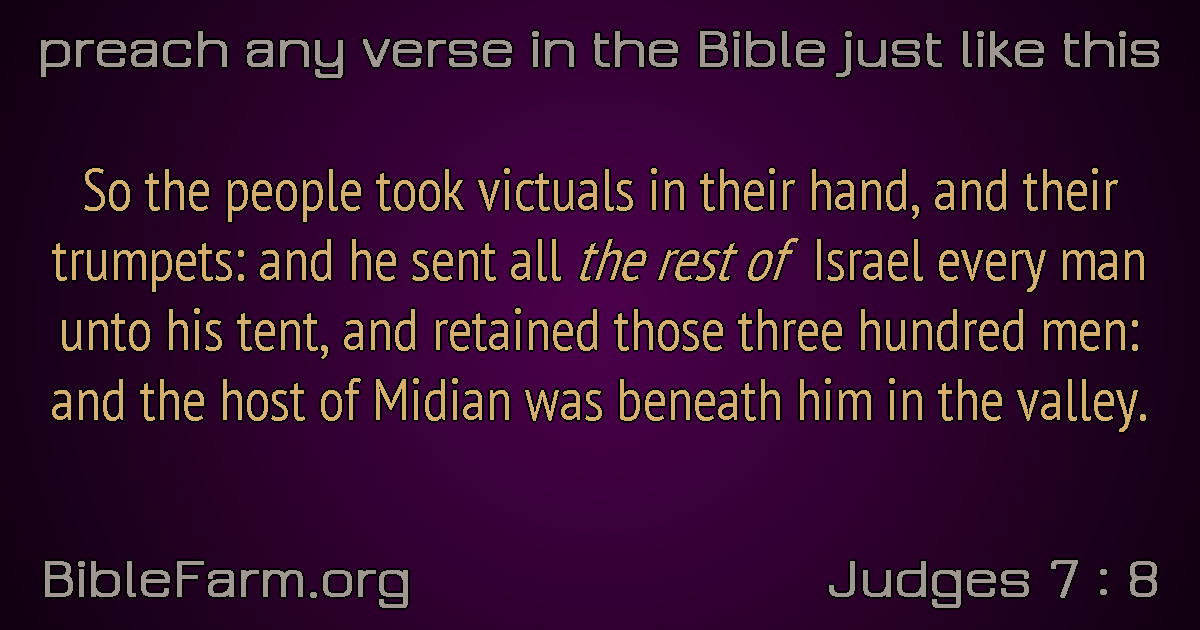 preach any verse in the Bible just like this
So the people took victuals in their hand, and their
trumpets: and he sent all the rest of Israel every man
unto his tent, and retained those three hundred men:
and the host of Midian was beneath him in the valley.
BibleFarm.org
Judges 7 : 8